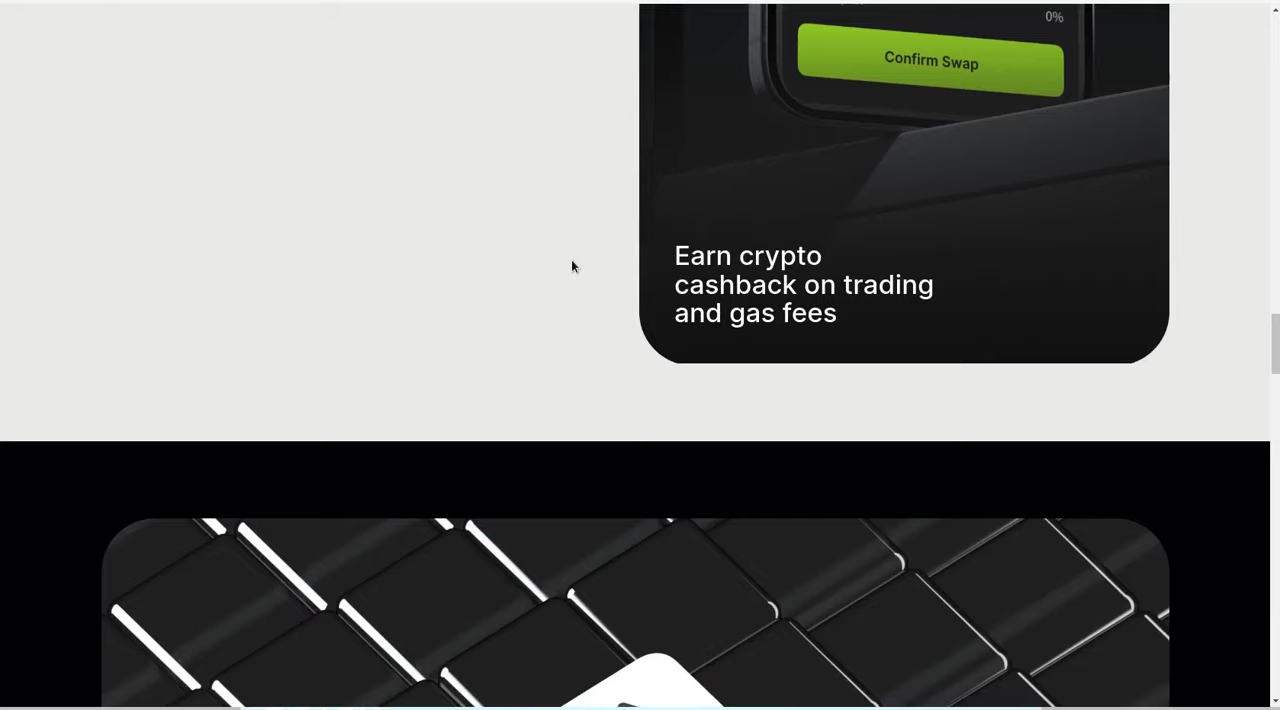 0%
Confirm Swap
Earn crypto
cashback on trading
and gas fees